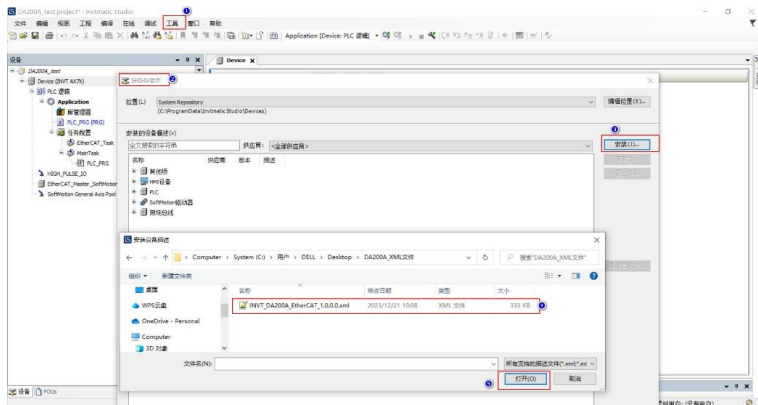 DA200A_test.project* - Invtmatic Studio
文件 编辑 视图 工程 编译 在线 调试 工具 窗口 帮助
Application [Device: PLC 逻辑]
设备
Device
DA200A_test
Device (INVT AX7X)
PLC 逻辑
Application
库管理器
PLC_PRG (PRG)
任务配置
EtherCAT_Task
MainTask
PLC_PRG
HIGH_PULSE_IO
EtherCAT_Master_SoftMotion
SoftMotion General Axis Pool
设备 POUs
位置(L) System Repository
(C:\ProgramData\Invtmatic Studio\Devices)
编辑位置(E)...
安装的设备描述(v)
全文搜索的字符串 供应商: <全部供应商>
安装(I)...
名称 供应商 版本 描述
其他项
HMI设备
PLC
SoftMotion驱动器
现场总线
安装设备描述
Computer › System (C:) › 用户 › DELL › Desktop › DA200A_XML文件
搜索"DA200A_XML文件"
组织 新建文件夹
桌面
WPS云盘
OneDrive - Personal
Computer
3D 对象
名称 修改日期 类型 大小
INVT_DA200A_EtherCAT_1.0.0.0.xml 2023/12/21 10:08 XML 文件 333 KB
文件名(N):
所有支持的描述文件(*.xml;*.ed
打开(O) 取消